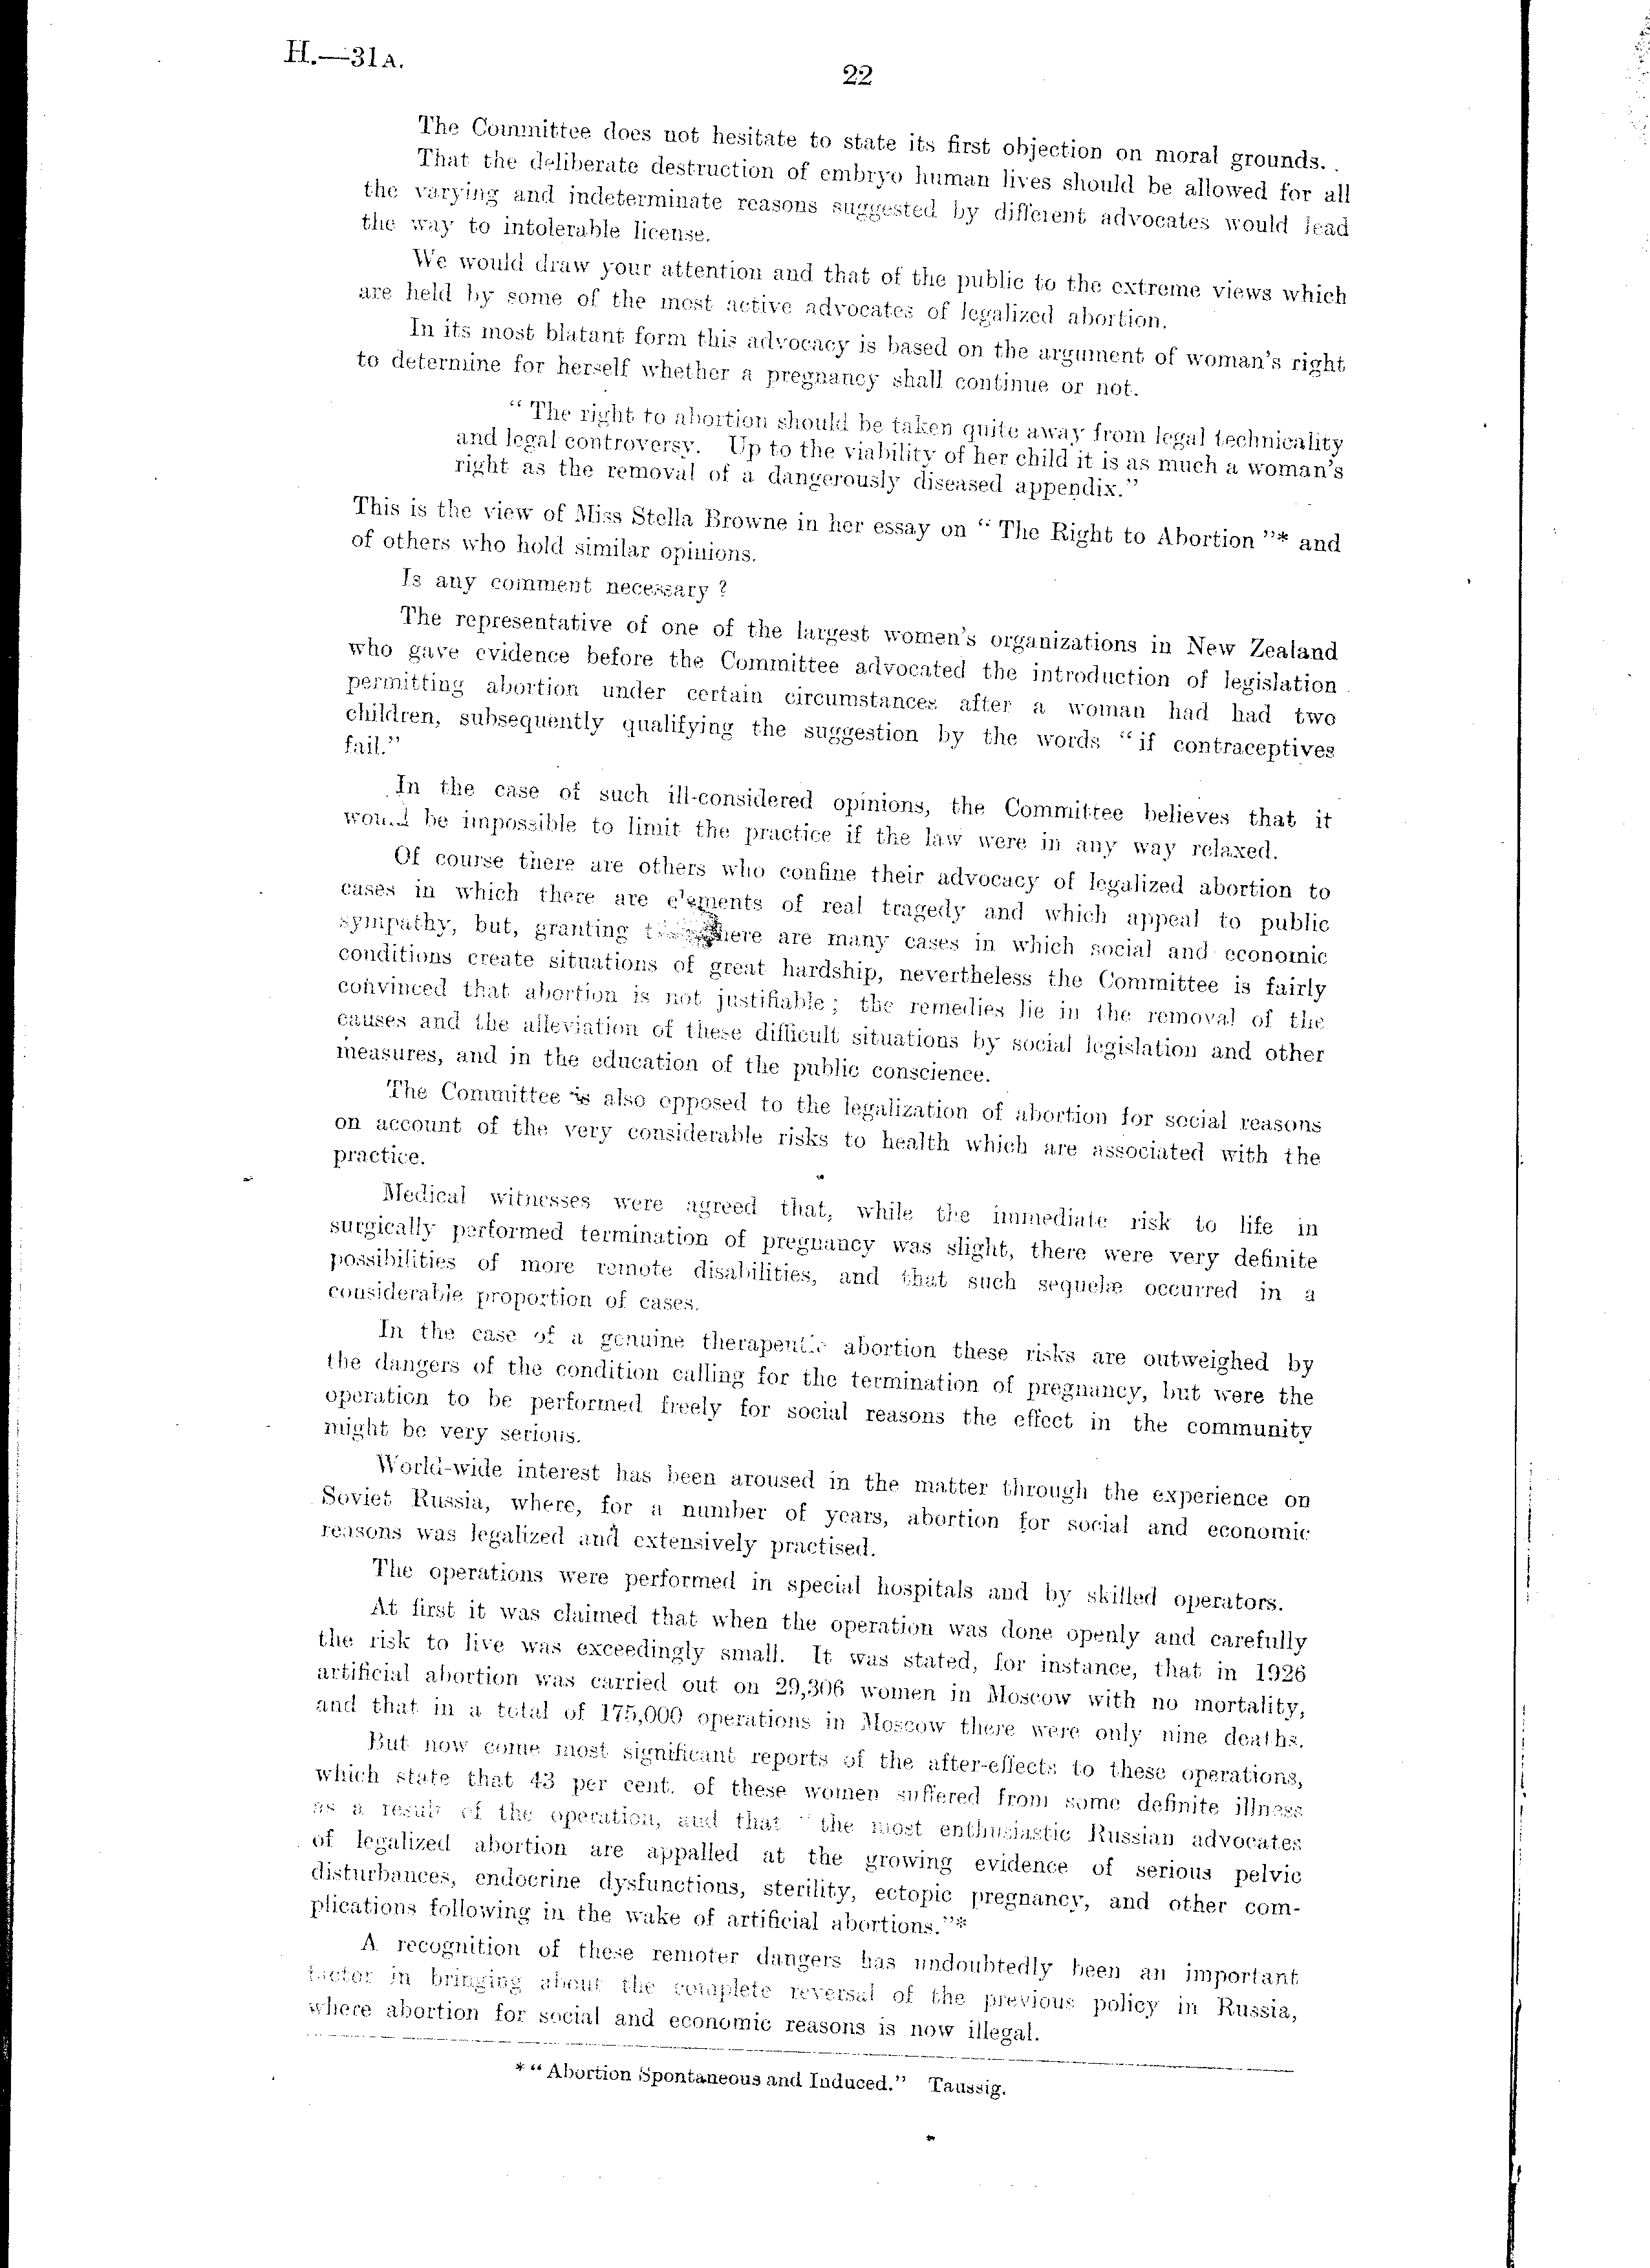 H.—31A.
22
The Committee does not hesitate to state its first objection on moral grounds.
That the deliberate destruction of embryo human lives should be allowed for all
the varying and indeterminate reasons suggested by different advocates would lead
the way to intolerable license.
We would draw your attention and that of the public to the extreme views which
are held by some of the most active advocates of legalized abortion.
In its most blatant form this advocacy is based on the argument of woman's right
to determine for herself whether a pregnancy shall continue or not.
“ The right to abortion should be taken quite away from legal technicality
and legal controversy. Up to the viability of her child it is as much a woman's
right as the removal of a dangerously diseased appendix.”
This is the view of Miss Stella Browne in her essay on “ The Right to Abortion ”* and
of others who hold similar opinions.
Is any comment necessary ?
The representative of one of the largest women's organizations in New Zealand
who gave evidence before the Committee advocated the introduction of legislation
permitting abortion under certain circumstances after a woman had had two
children, subsequently qualifying the suggestion by the words “ if contraceptives
fail.”
In the case of such ill-considered opinions, the Committee believes that it
would be impossible to limit the practice if the law were in any way relaxed.
Of course there are others who confine their advocacy of legalized abortion to
cases in which there are elements of real tragedy and which appeal to public
sympathy, but, granting there are many cases in which social and economic
conditions create situations of great hardship, nevertheless the Committee is fairly
convinced that abortion is not justifiable ; the remedies lie in the removal of the
causes and the alleviation of these difficult situations by social legislation and other
measures, and in the education of the public conscience.
The Committee is also opposed to the legalization of abortion for social reasons
on account of the very considerable risks to health which are associated with the
practice.
Medical witnesses were agreed that, while the immediate risk to life in
surgically performed termination of pregnancy was slight, there were very definite
possibilities of more remote disabilities, and that such sequelæ occurred in a
considerable proportion of cases.
In the case of a genuine therapeutic abortion these risks are outweighed by
the dangers of the condition calling for the termination of pregnancy, but were the
operation to be performed freely for social reasons the effect in the community
might be very serious.
World-wide interest has been aroused in the matter through the experience on
Soviet Russia, where, for a number of years, abortion for social and economic
reasons was legalized and extensively practised.
The operations were performed in special hospitals and by skilled operators.
At first it was claimed that when the operation was done openly and carefully
the risk to live was exceedingly small. It was stated, for instance, that in 1926
artificial abortion was carried out on 29,306 women in Moscow with no mortality,
and that in a total of 175,000 operations in Moscow there were only nine deaths.
But now come most significant reports of the after-effects to these operations,
which state that 43 per cent. of these women suffered from some definite illness
as a result of the operation, and that “ the most enthusiastic Russian advocates
of legalized abortion are appalled at the growing evidence of serious pelvic
disturbances, endocrine dysfunctions, sterility, ectopic pregnancy, and other com-
plications following in the wake of artificial abortions.”*
A recognition of these remoter dangers has undoubtedly been an important
factor in bringing about the complete reversal of the previous policy in Russia,
where abortion for social and economic reasons is now illegal.
* “ Abortion Spontaneous and Induced.” Taussig.